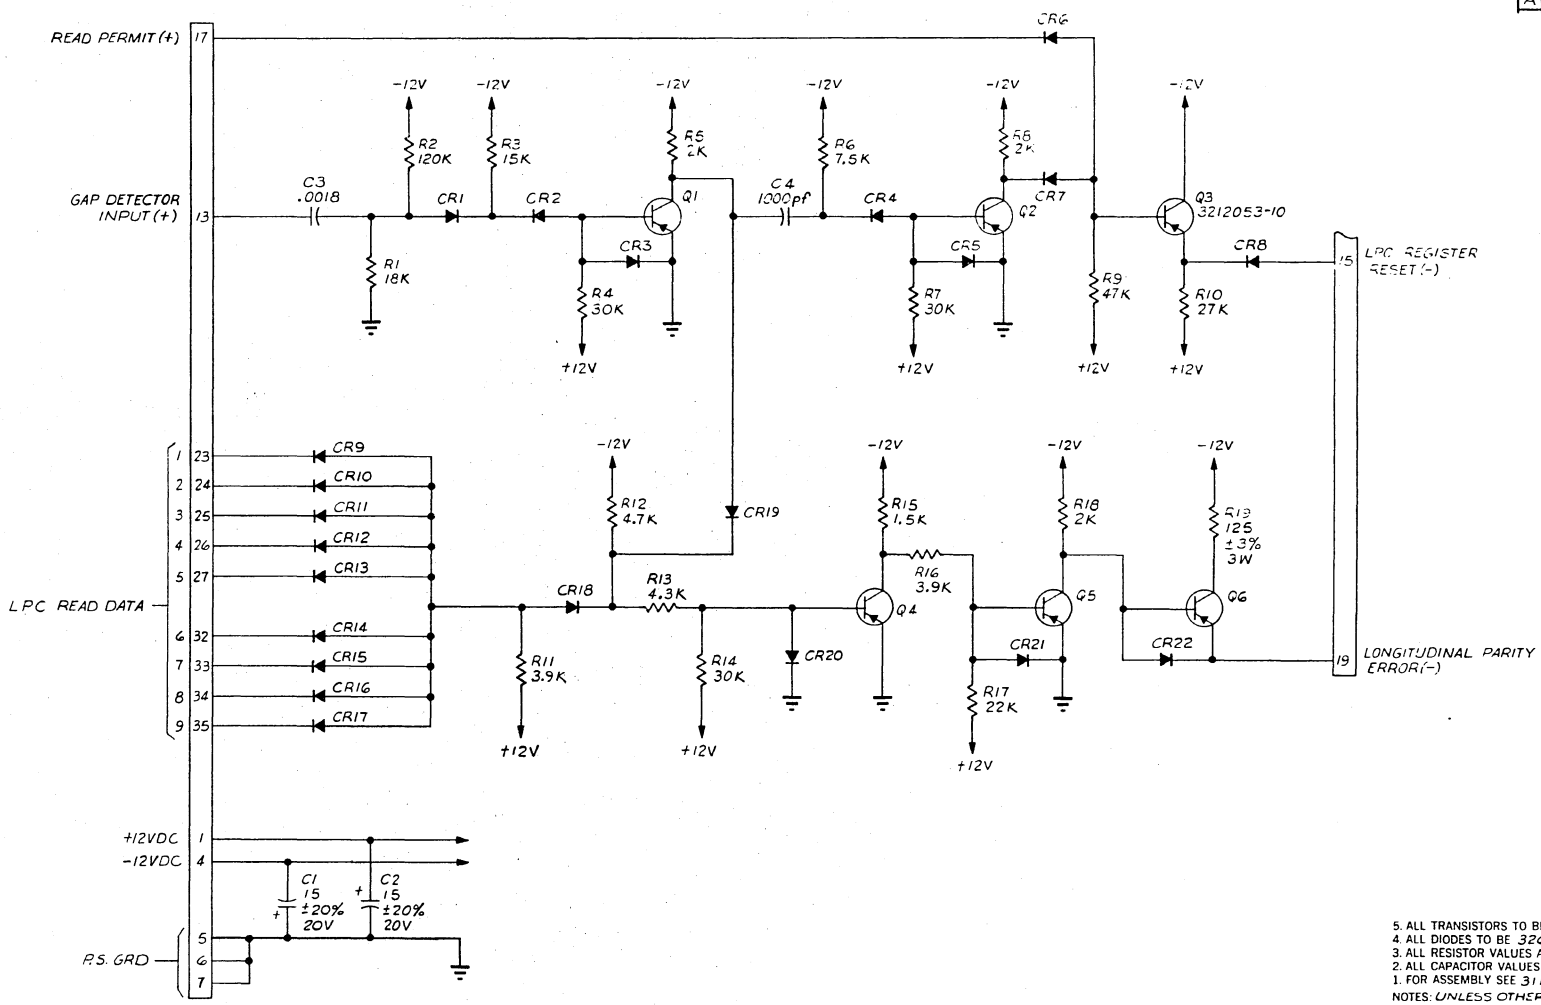 READ PERMIT(+) 17
CR6
-12V -12V -12V -12V -12V -12V
R2 120K
R3 15K
R5 2K
R6 7.5K
R8 2K
GAP DETECTOR INPUT(+) 13
C3 .0018
CR1
CR2
Q1
C4 1000pf
CR4
Q2
CR7
Q3 3212053-10
R1 18K
CR3
R4 30K
+12V
CR5
R7 30K
+12V
R9 47K
+12V
CR8
R10 27K
+12V
15 LPC REGISTER RESET(-)
LPC READ DATA
1 23 CR9
2 24 CR10
3 25 CR11
4 26 CR12
5 27 CR13
6 32 CR14
7 33 CR15
8 34 CR16
9 35 CR17
-12V
R12 4.7K
CR19
CR18
R13 4.3K
R11 3.9K
+12V
R14 30K
+12V
CR20
-12V
R15 1.5K
Q4
R16 3.9K
R17 22K
+12V
CR21
-12V
R18 2K
Q5
-12V
R19 125 ±3% 3W
Q6
CR22
19 LONGITUDINAL PARITY ERROR(-)
+12VDC 1
-12VDC 4
C1 15 ±20% 20V +
C2 15 ±20% 20V +
P.S. GRD
5
6
7
5. ALL TRANSISTORS TO
4. ALL DIODES TO BE
3. ALL RESISTOR VALUES
2. ALL CAPACITOR VALUES
1. FOR ASSEMBLY SEE
NOTES: UNLESS